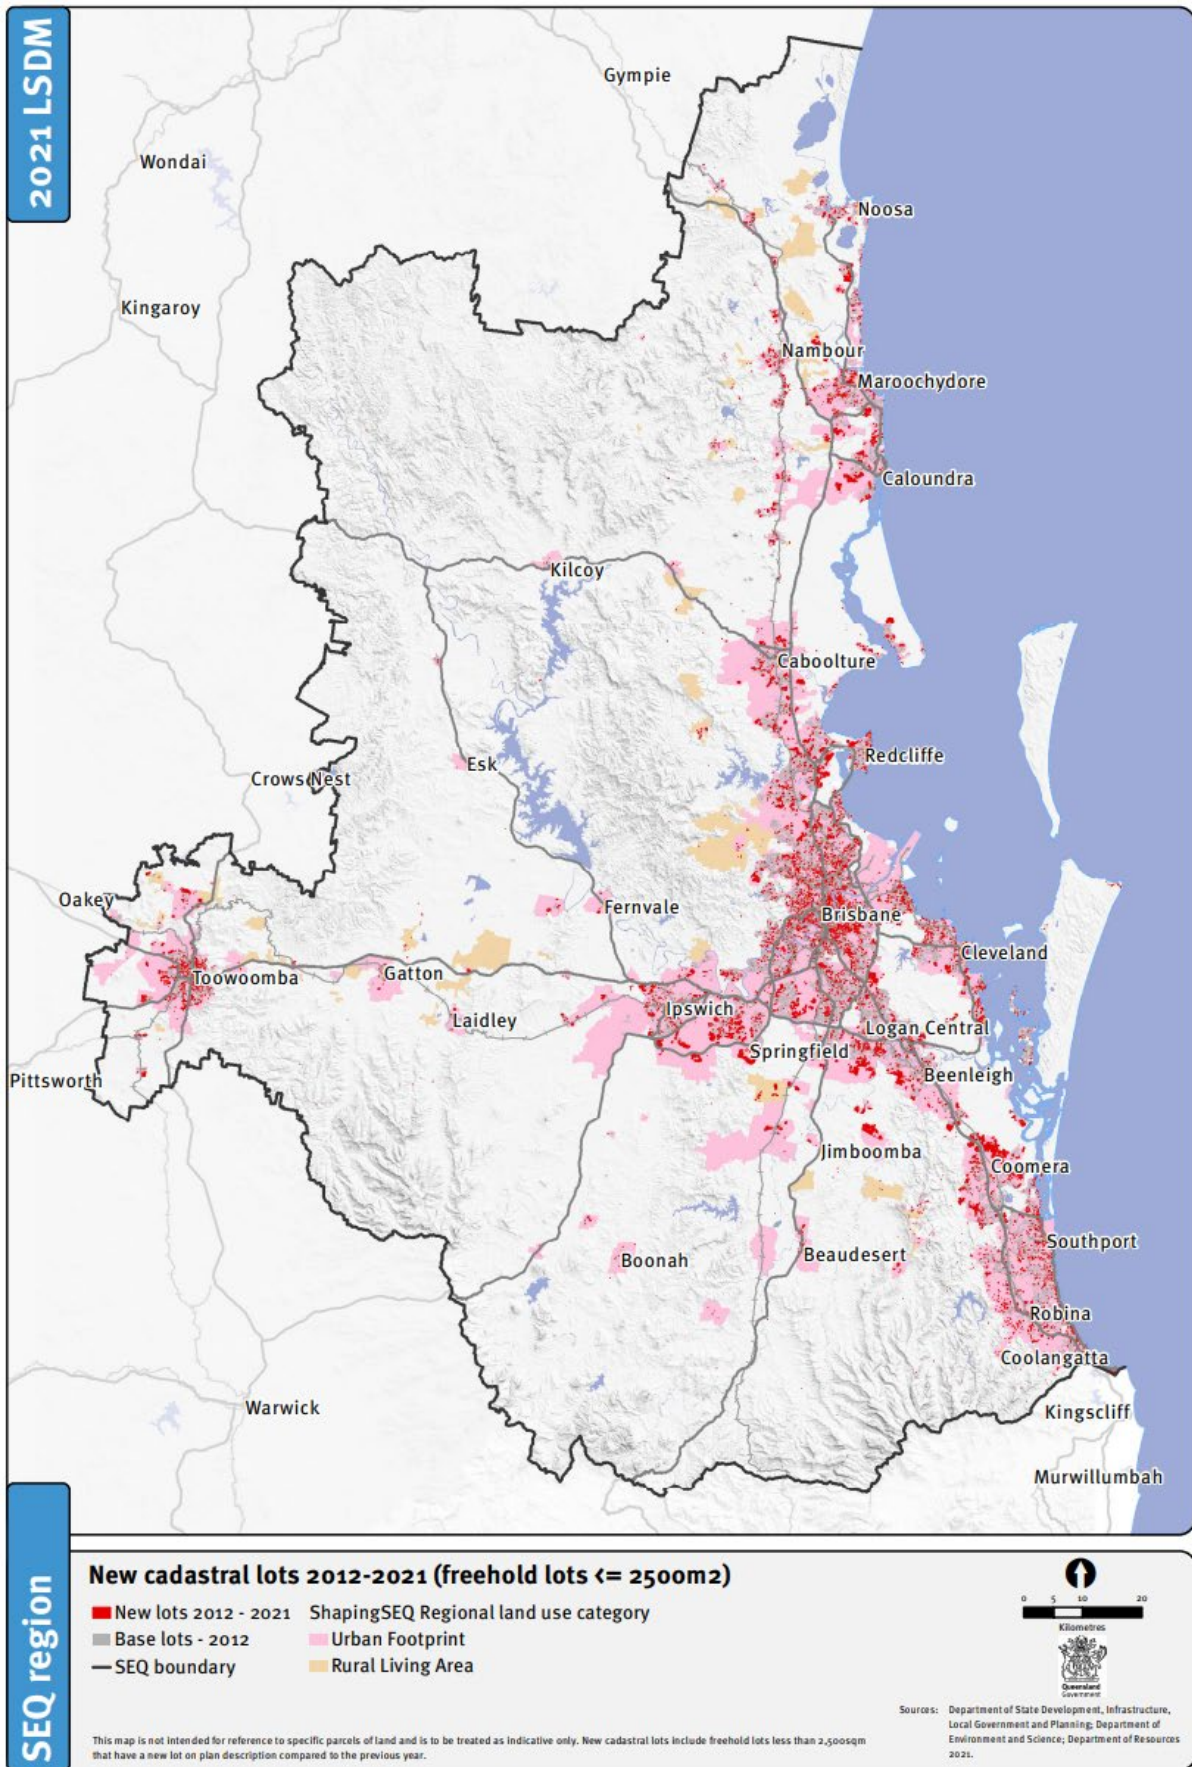 2021 LSDM
Gympie
Wondai
Noosa
Kingaroy
Nambour
Maroochydore
Caloundra
Kilcoy
Caboolture
Redcliffe
Esk
Crows Nest
Oakey
Fernvale
Brisbane
Cleveland
Toowoomba
Gatton
Ipswich
Laidley
Logan Central
Springfield
Beenleigh
Pittsworth
Jimboomba
Coomera
Southport
Boonah
Beaudesert
Robina
Coolangatta
Warwick
Kingscliff
Murwillumbah
SEQ region
New cadastral lots 2012-2021 (freehold lots <= 2500m2)
New lots 2012 - 2021
Base lots - 2012
SEQ boundary
ShapingSEQ Regional land use category
Urban Footprint
Rural Living Area
0 5 10 20
Kilometres
Queensland
Government
Sources: Department of State Development, Infrastructure,
Local Government and Planning; Department of
Environment and Science; Department of Resources
2021.
This map is not intended for reference to specific parcels of land and is to be treated as indicative only. New cadastral lots include freehold lots less than 2,500sqm
that have a new lot on plan description compared to the previous year.